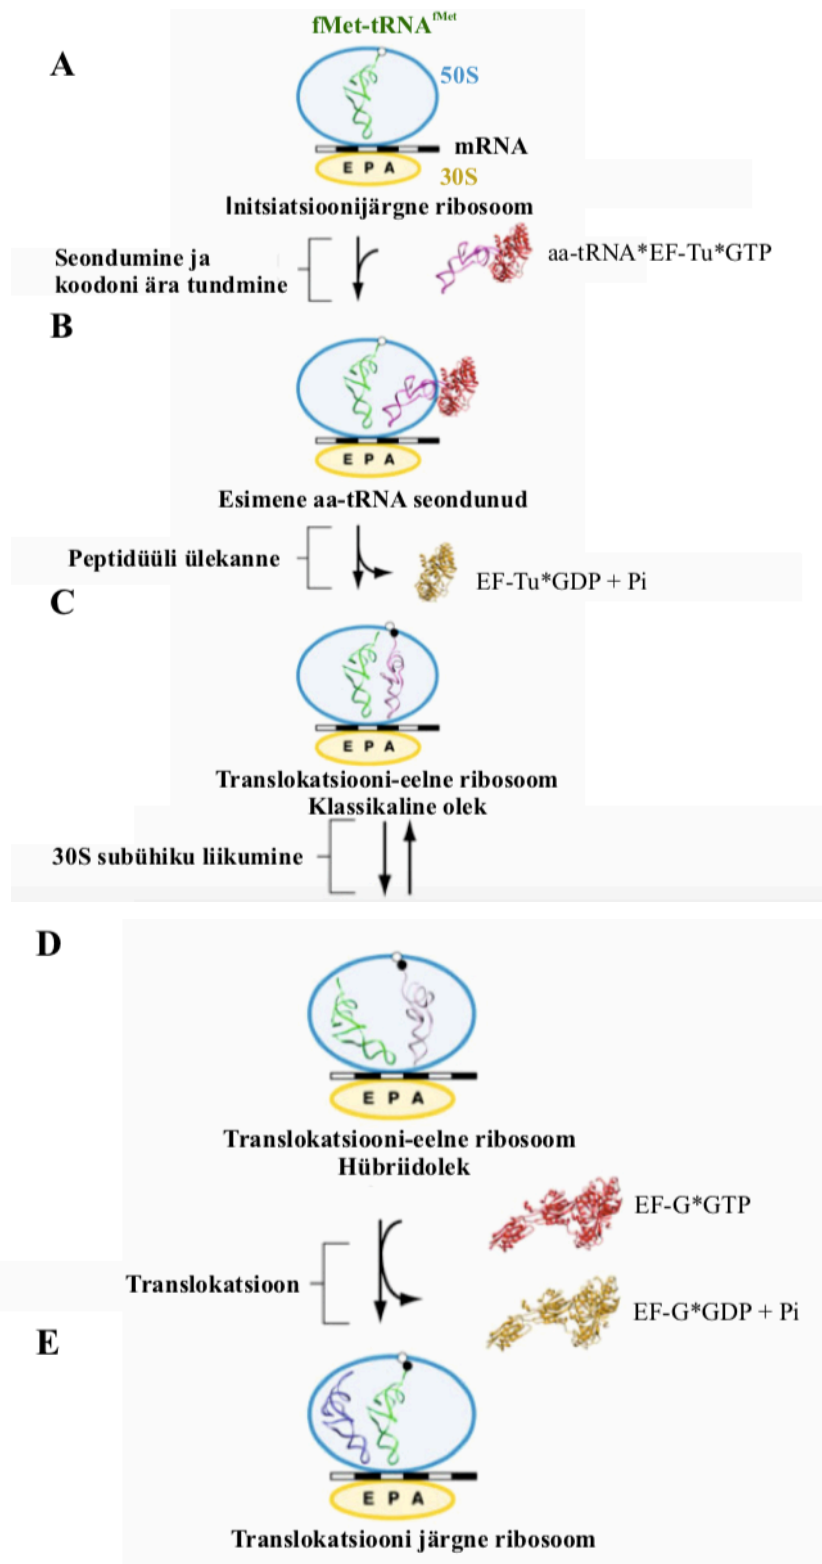 fMet-tRNA^fMet
A
50S
mRNA
E P A
30S
Initsiatsioonijärgne ribosoom
Seondumine ja
koodoni ära tundmine
aa-tRNA*EF-Tu*GTP
B
E P A
Esimene aa-tRNA seondunud
Peptidüüli ülekanne
EF-Tu*GDP + Pi
C
E P A
Translokatsiooni-eelne ribosoom
Klassikaline olek
30S subühiku liikumine
D
E P A
Translokatsiooni-eelne ribosoom
Hübriidolek
EF-G*GTP
Translokatsioon
EF-G*GDP + Pi
E
E P A
Translokatsiooni järgne ribosoom